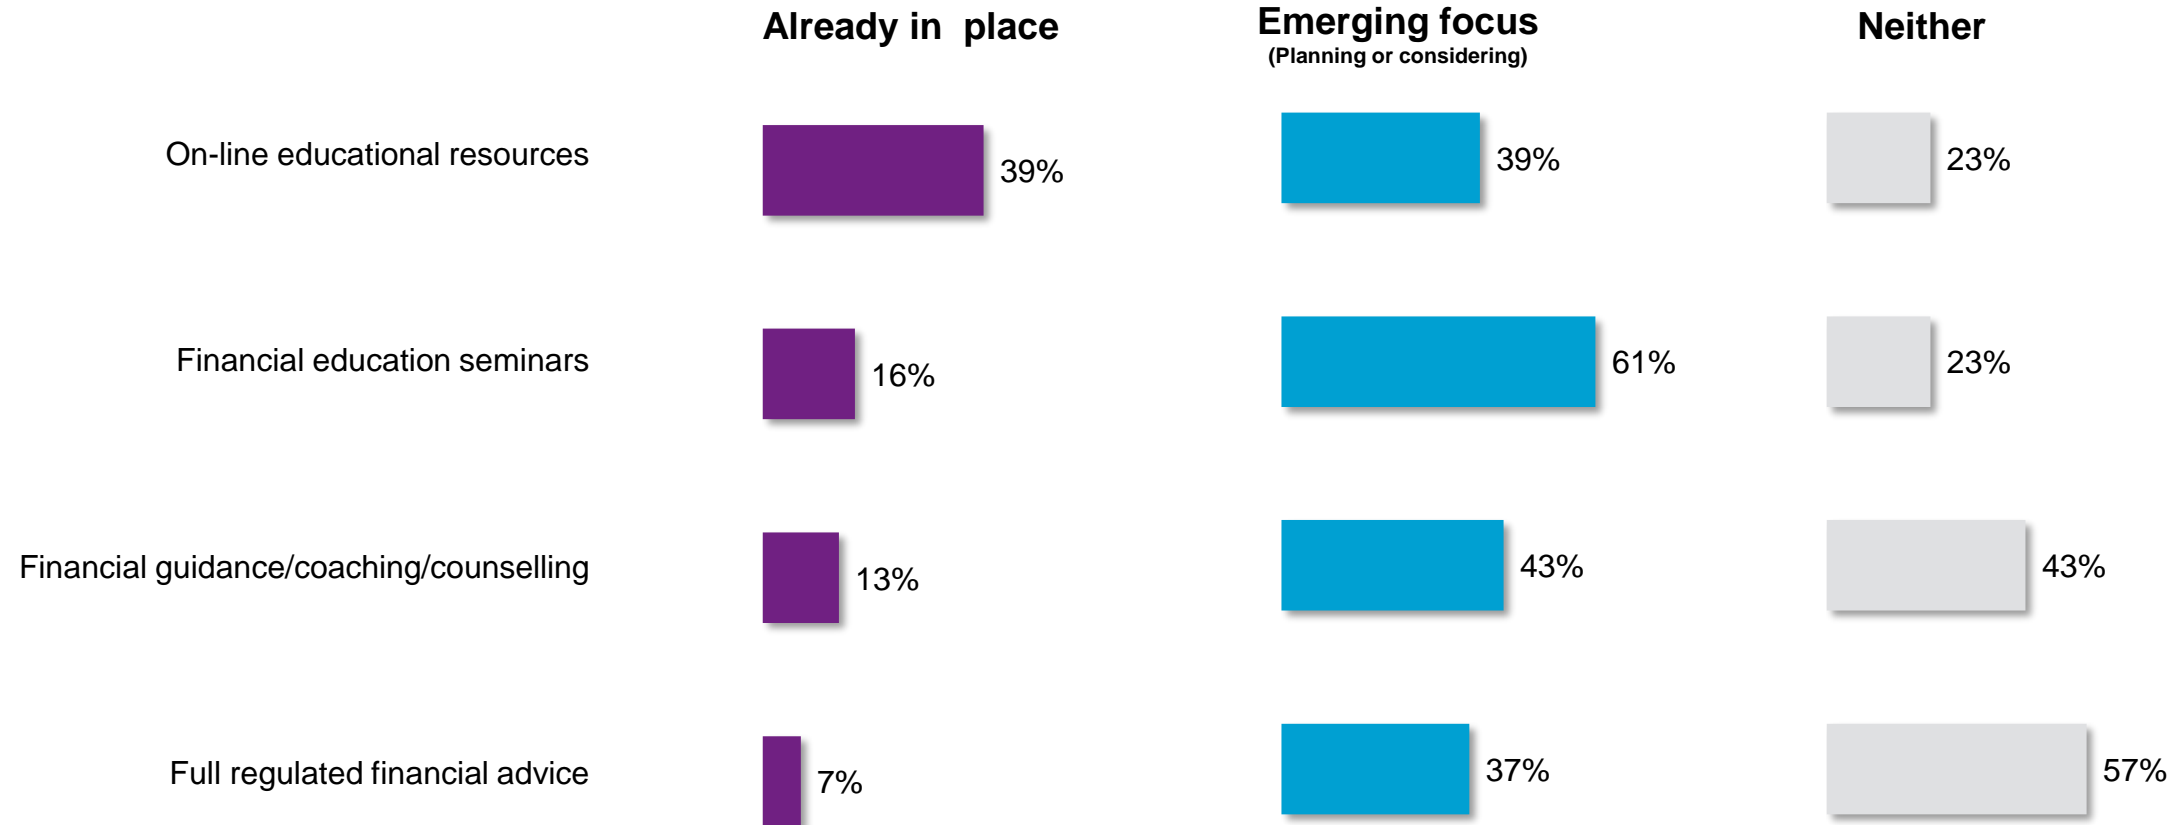 Already in place
Emerging focus
(Planning or considering)
Neither
On-line educational resources
39%
39%
23%
Financial education seminars
16%
61%
23%
Financial guidance/coaching/counselling
13%
43%
43%
Full regulated financial advice
7%
37%
57%